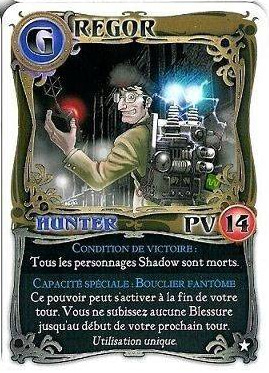 GREGOR
HUNTER PV 14
CONDITION DE VICTOIRE :
Tous les personnages Shadow sont morts.
CAPACITÉ SPÉCIALE : BOUCLIER FANTÔME
Ce pouvoir peut s'activer à la fin de votre
tour. Vous ne subissez aucune Blessure
jusqu'au début de votre prochain tour.
Utilisation unique.